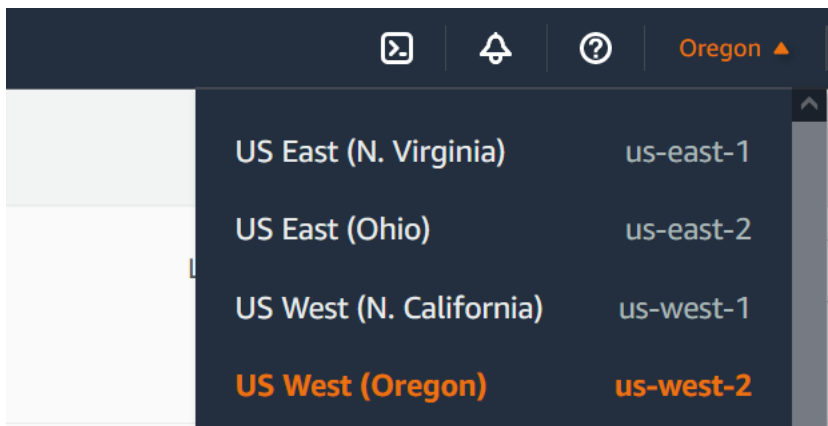 Oregon
US East (N. Virginia) us-east-1
US East (Ohio) us-east-2
US West (N. California) us-west-1
US West (Oregon) us-west-2